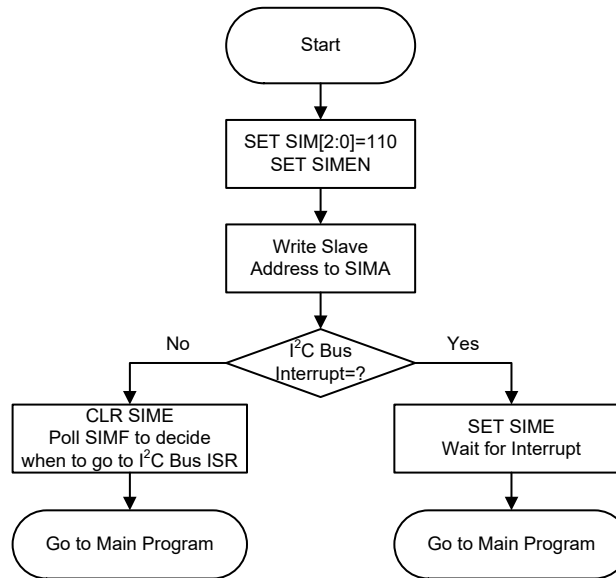 Start
SET SIM[2:0]=110
SET SIMEN
Write Slave
Address to SIMA
I²C Bus
Interrupt=?
No
Yes
CLR SIME
Poll SIMF to decide
when to go to I²C Bus ISR
SET SIME
Wait for Interrupt
Go to Main Program
Go to Main Program